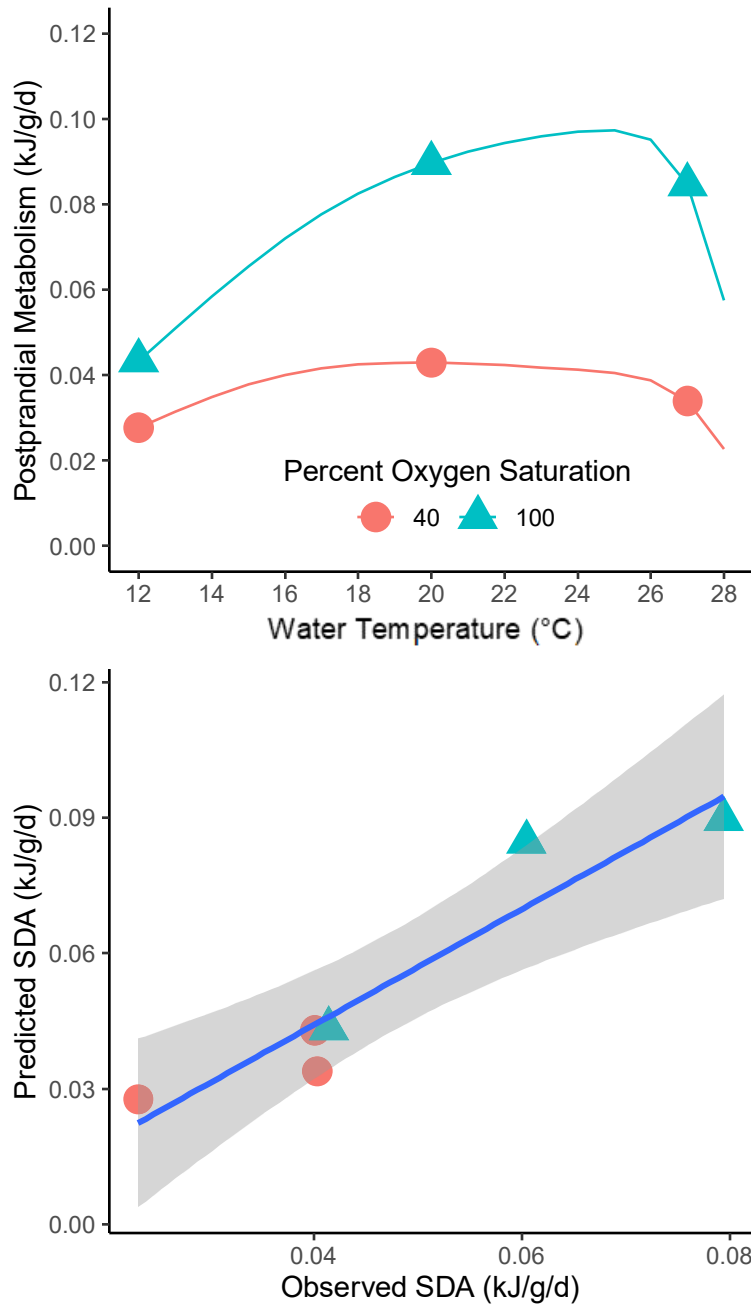 Postprandial Metabolism (kJ/g/d)
0.12
0.10
0.08
0.06
0.04
0.02
0.00
Percent Oxygen Saturation
40 100
12 14 16 18 20 22 24 26 28
Water Temperature (°C)
Predicted SDA (kJ/g/d)
0.12
0.09
0.06
0.03
0.00
0.04 0.06 0.08
Observed SDA (kJ/g/d)